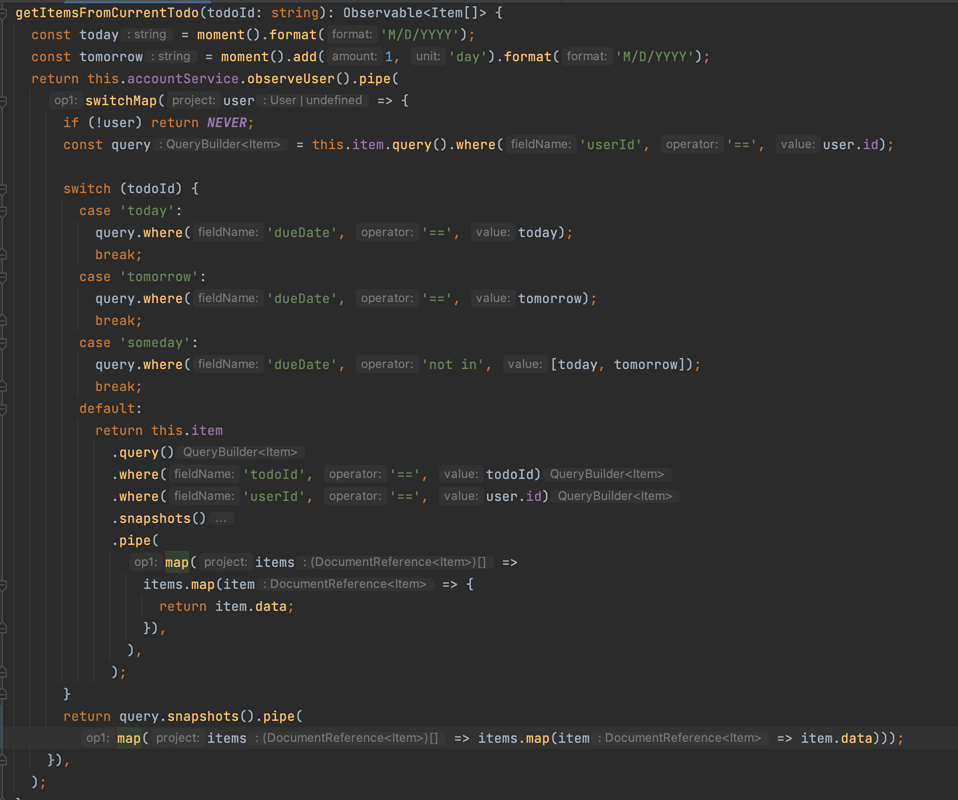 getItemsFromCurrentTodo(todoId: string): Observable<Item[]> {
const today : string = moment().format( format: 'M/D/YYYY');
const tomorrow : string = moment().add( amount: 1, unit: 'day').format( format: 'M/D/YYYY');
return this.accountService.observeUser().pipe(
op1: switchMap( project: user : User | undefined => {
if (!user) return NEVER;
const query : QueryBuilder<Item> = this.item.query().where( fieldName: 'userId', operator: '==', value: user.id);
switch (todoId) {
case 'today':
query.where( fieldName: 'dueDate', operator: '==', value: today);
break;
case 'tomorrow':
query.where( fieldName: 'dueDate', operator: '==', value: tomorrow);
break;
case 'someday':
query.where( fieldName: 'dueDate', operator: 'not in', value: [today, tomorrow]);
break;
default:
return this.item
.query() QueryBuilder<Item>
.where( fieldName: 'todoId', operator: '==', value: todoId) QueryBuilder<Item>
.where( fieldName: 'userId', operator: '==', value: user.id) QueryBuilder<Item>
.snapshots() ...
.pipe(
op1: map( project: items : (DocumentReference<Item>)[] =>
items.map(item : DocumentReference<Item> => {
return item.data;
}),
),
);
}
return query.snapshots().pipe(
op1: map( project: items : (DocumentReference<Item>)[] => items.map(item : DocumentReference<Item> => item.data)));
}),
);